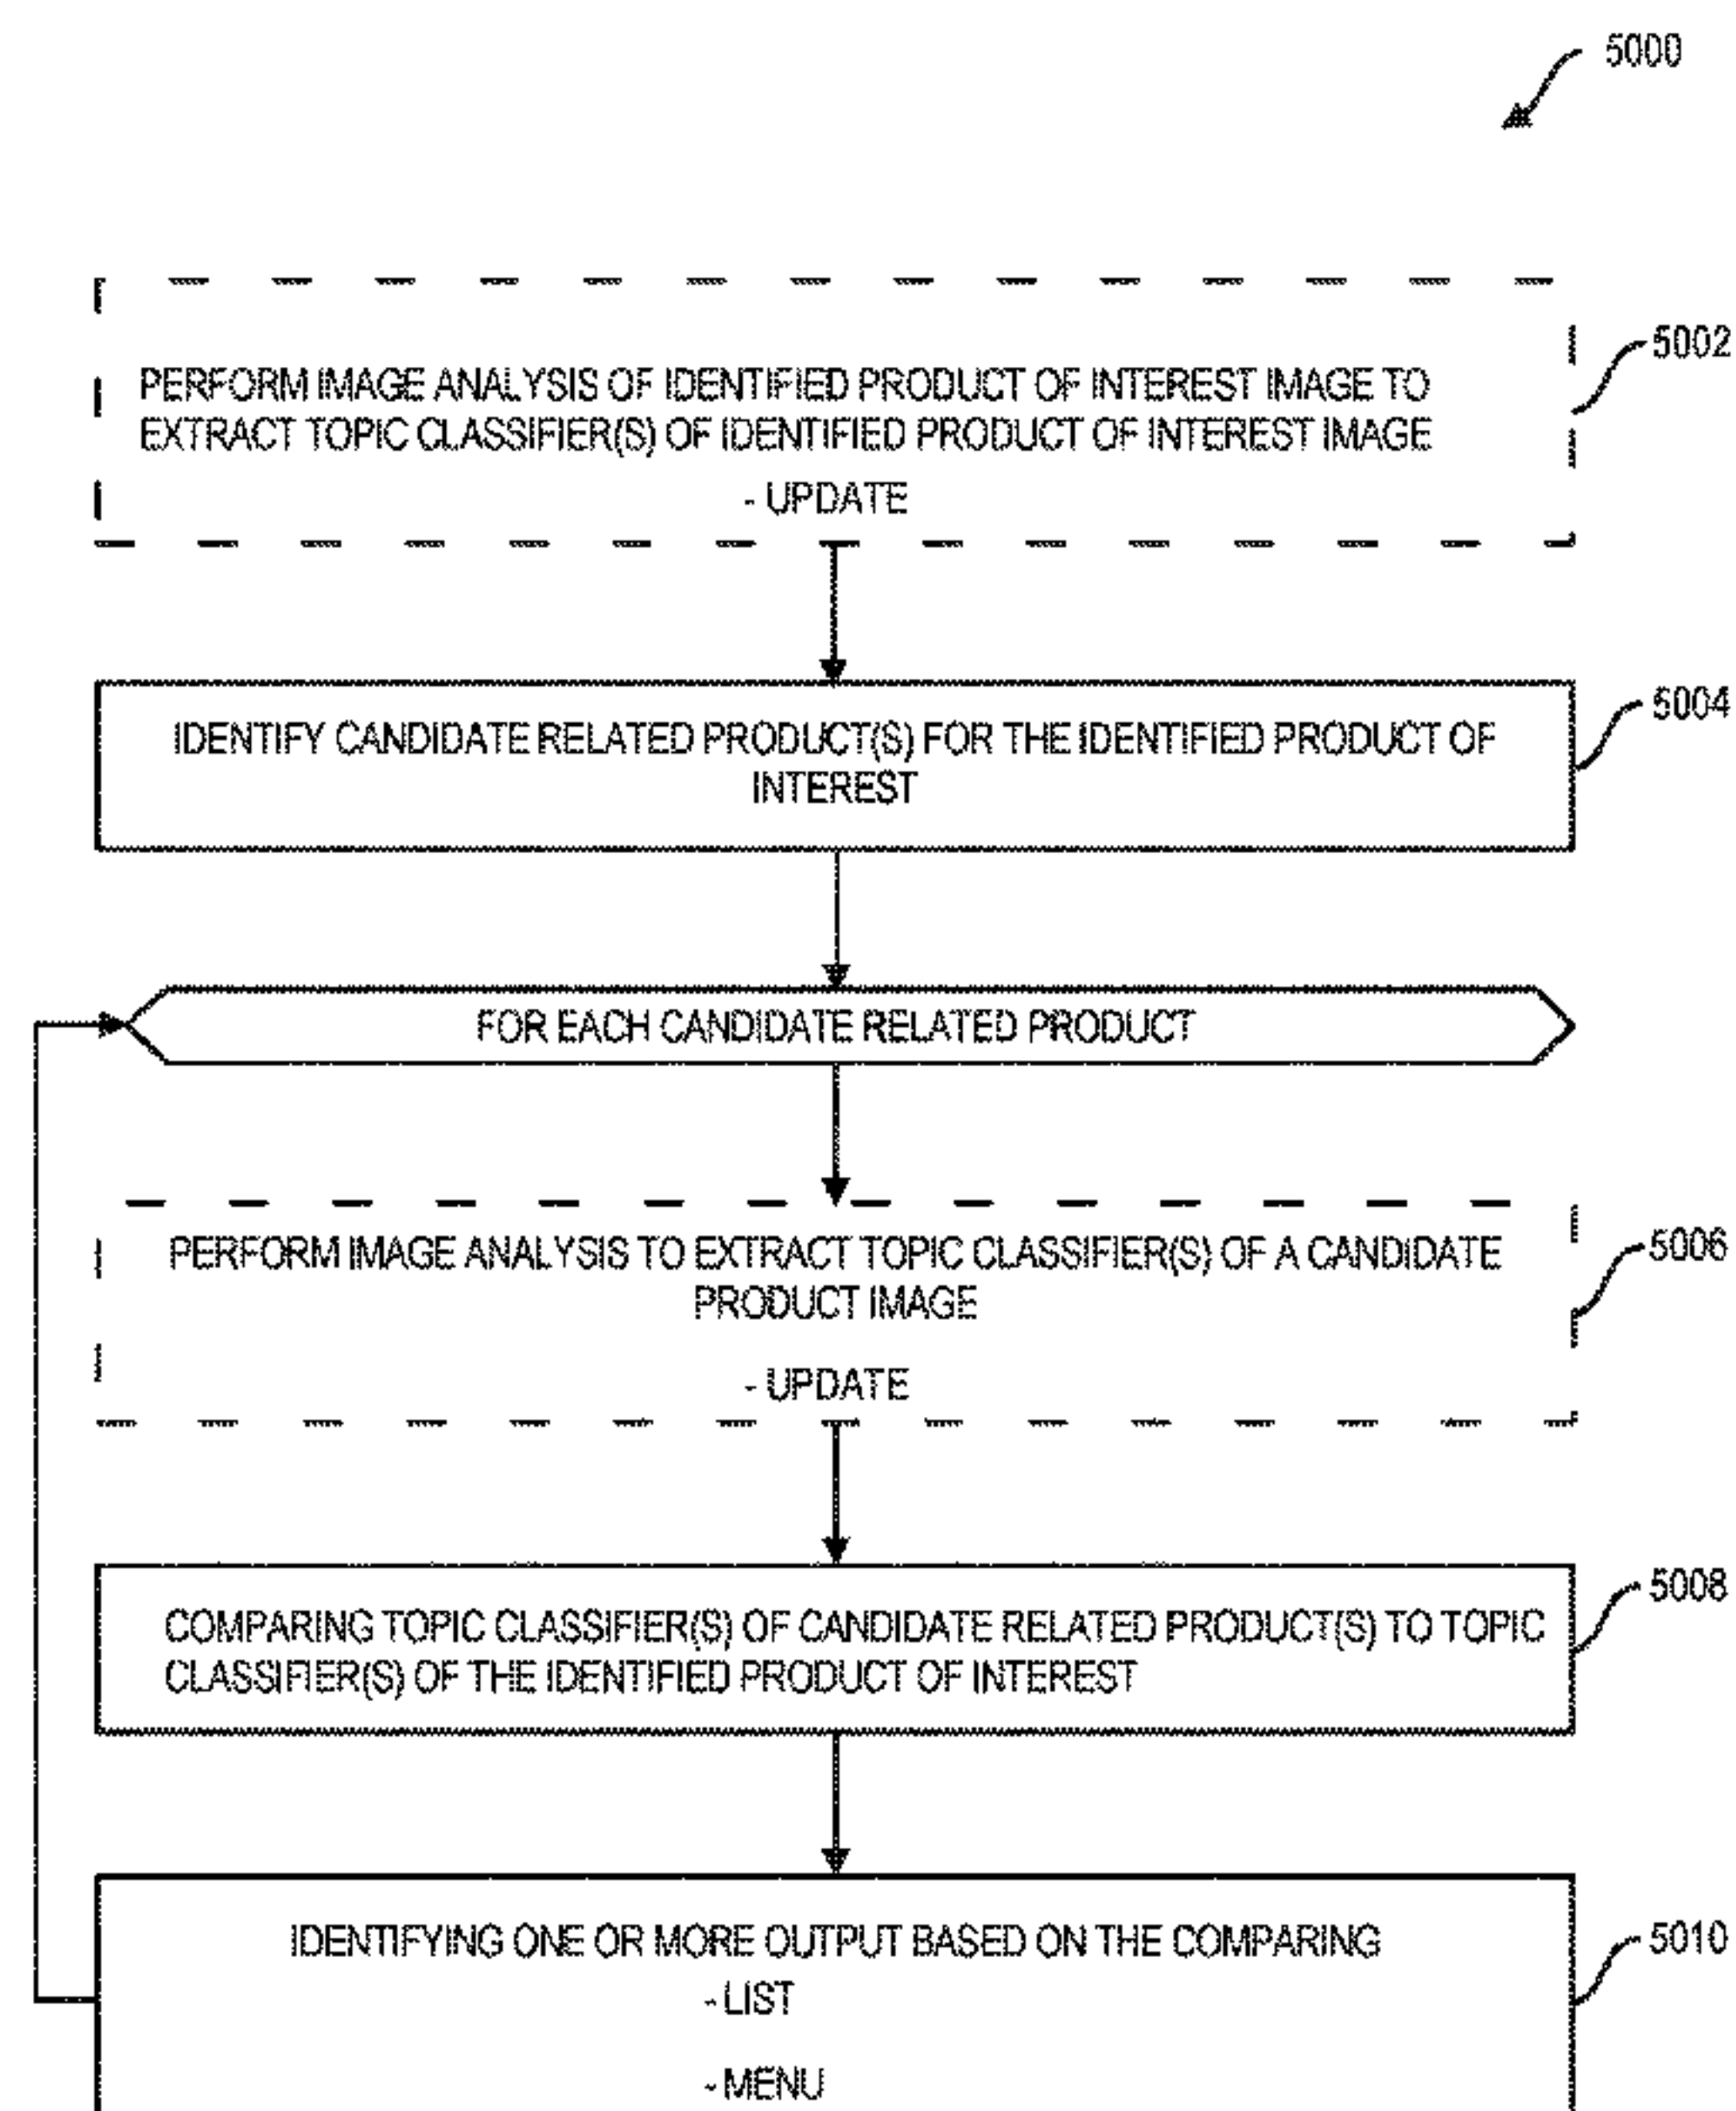 5000
5002
PERFORM IMAGE ANALYSIS OF IDENTIFIED PRODUCT OF INTEREST IMAGE TO
EXTRACT TOPIC CLASSIFIER(S) OF IDENTIFIED PRODUCT OF INTEREST IMAGE
- UPDATE
5004
IDENTIFY CANDIDATE RELATED PRODUCT(S) FOR THE IDENTIFIED PRODUCT OF
INTEREST
FOR EACH CANDIDATE RELATED PRODUCT
5006
PERFORM IMAGE ANALYSIS TO EXTRACT TOPIC CLASSIFIER(S) OF A CANDIDATE
PRODUCT IMAGE
- UPDATE
5008
COMPARING TOPIC CLASSIFIER(S) OF CANDIDATE RELATED PRODUCT(S) TO TOPIC
CLASSIFIER(S) OF THE IDENTIFIED PRODUCT OF INTEREST
5010
IDENTIFYING ONE OR MORE OUTPUT BASED ON THE COMPARING
- LIST
- MENU